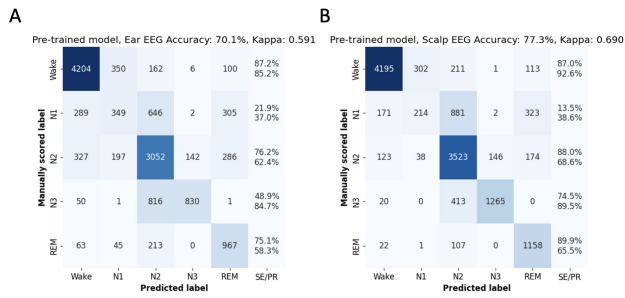 A
B
Pre-trained model, Ear EEG Accuracy: 70.1%, Kappa: 0.591
Pre-trained model, Scalp EEG Accuracy: 77.3%, Kappa: 0.690
Manually scored label
Wake 4204 350 162 6 100 87.2% 85.2%
N1 289 349 646 2 305 21.9% 37.0%
N2 327 197 3052 142 286 76.2% 62.4%
N3 50 1 816 830 1 48.9% 84.7%
REM 63 45 213 0 967 75.1% 58.3%
Wake N1 N2 N3 REM SE/PR
Predicted label
Manually scored label
Wake 4195 302 211 1 113 87.0% 92.6%
N1 171 214 881 2 323 13.5% 38.6%
N2 123 38 3523 146 174 88.0% 68.6%
N3 20 0 413 1265 0 74.5% 89.5%
REM 22 1 107 0 1158 89.9% 65.5%
Wake N1 N2 N3 REM SE/PR
Predicted label